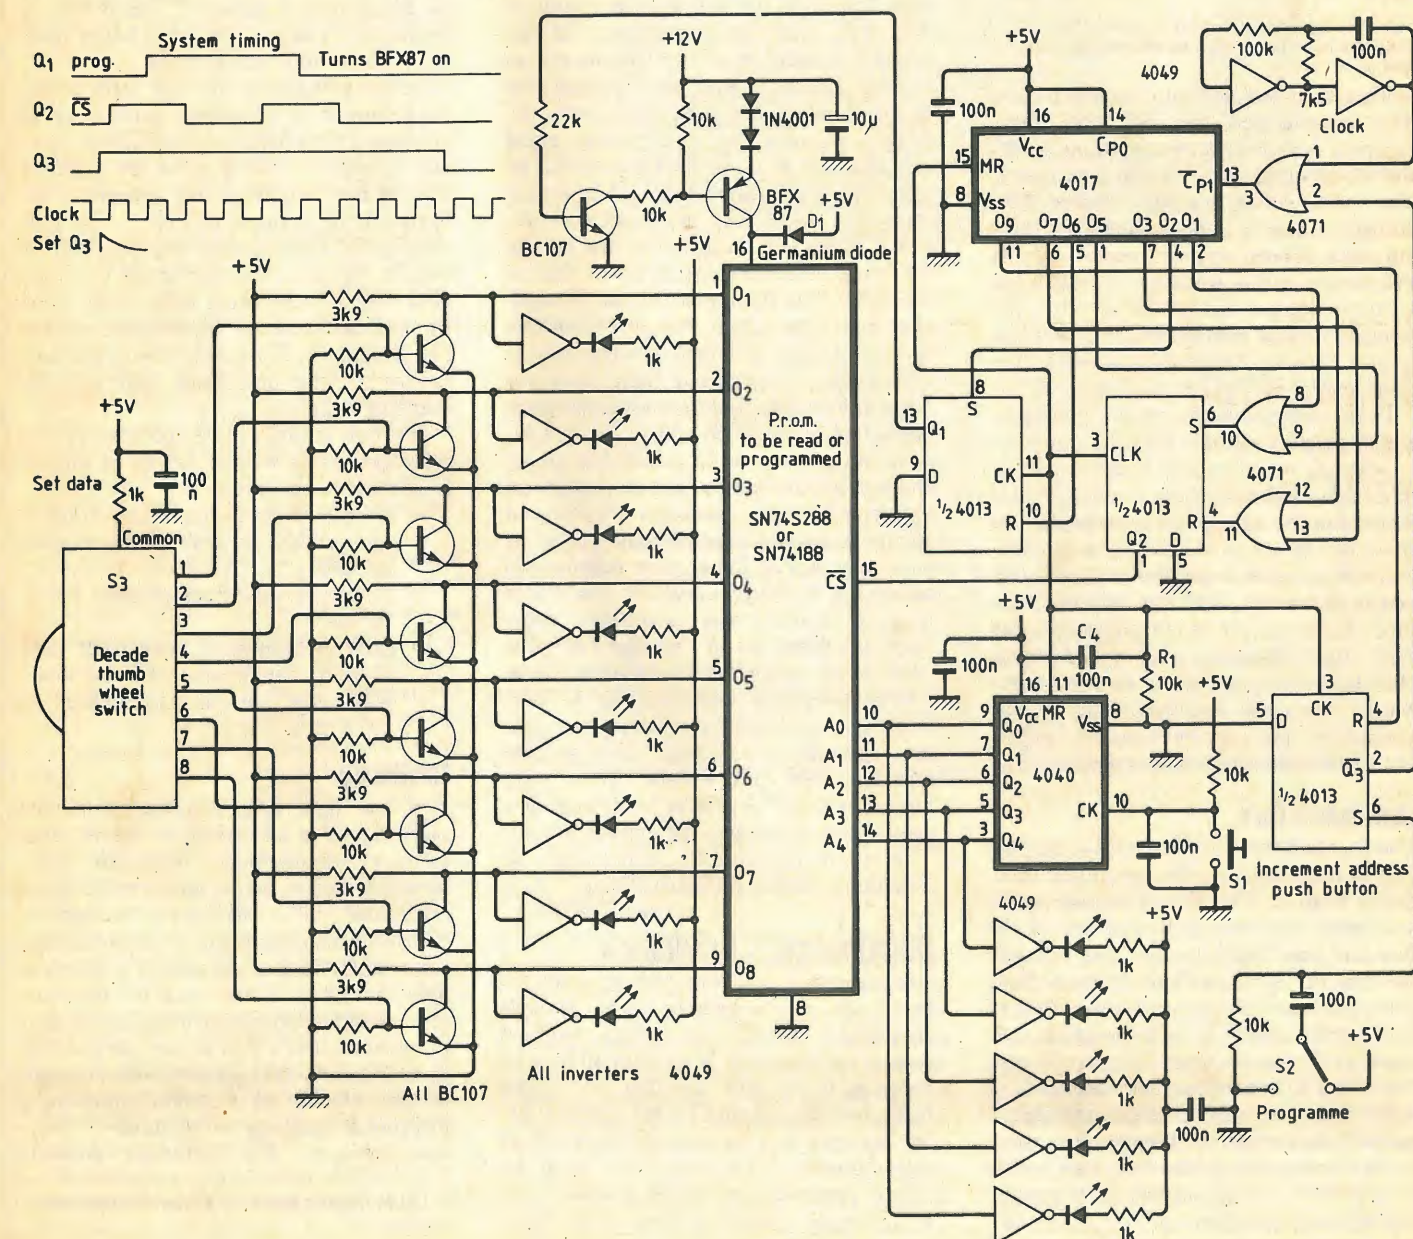 System timing
Q1 prog.
Turns BFX87 on
Q2 CS
Q3
Clock
Set Q3
+12V
22k
10k
1N4001
10µ
10k
BC107
BFX
87
D1
+5V
Germanium diode
16
+5V
100n
16
14
VCC
CP0
15
MR
4017
8
VSS
CP1
13
O9
O7
O6
O5
O3
O2
O1
11
6
5
1
7
4
2
100k
100n
4049
7k5
Clock
1
2
3
4071
+5V
3k9
10k
3k9
10k
3k9
10k
3k9
10k
3k9
10k
3k9
10k
3k9
10k
3k9
10k
All BC107
+5V
Set data
1k
100
n
Common
S3
Decade
thumb
wheel
switch
1
2
3
4
5
6
7
8
+5V
1k
1k
1k
1k
1k
1k
1k
1k
All inverters 4049
1
O1
2
O2
3
O3
4
O4
5
O5
6
O6
7
O7
9
O8
P.r.o.m.
to be read or
programmed
SN74S288
or
SN74188
CS
15
A0
10
A1
11
A2
12
A3
13
A4
14
8
8
S
13
Q1
9
D
CK
11
½ 4013
R
10
3
CLK
S
6
½ 4013
R
4
Q2
D
1
5
8
9
10
4071
12
13
11
+5V
100n
C4
100n
R1
10k
16
11
VCC
MR
VSS
8
9
Q0
7
Q1
6
Q2
5
Q3
3
Q4
4040
CK
10
+5V
10k
100n
S1
Increment address
push button
3
5
D
CK
R
4
Q3
2
½ 4013
S
6
4049
+5V
1k
1k
1k
1k
1k
100n
10k
100n
S2
+5V
Programme